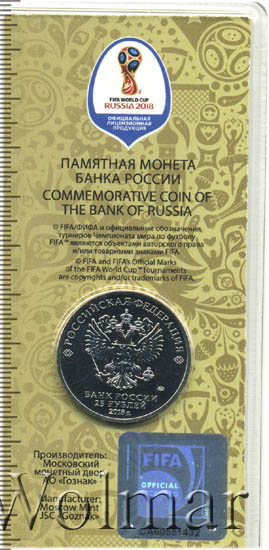 FIFA WORLD CUP
RUSSIA 2018
ОФИЦИАЛЬНАЯ
ЛИЦЕНЗИОННАЯ
ПРОДУКЦИЯ
ПАМЯТНАЯ МОНЕТА
БАНКА РОССИИ
COMMEMORATIVE COIN OF
THE BANK OF RUSSIA
© FIFA/ФИФА и официальные обозначения
турниров Чемпионата мира по футболу
FIFA™ являются объектами авторского права
и/или товарными знаками FIFA.
© FIFA and FIFA's Official Marks
of the FIFA World Cup™ tournaments
are copyrights and/or trademarks of FIFA.
РОССИЙСКАЯ ФЕДЕРАЦИЯ
БАНК РОССИИ
25 РУБЛЕЙ
2018 г.
Производитель:
Московский
монетный двор
АО «Гознак»
Manufacturer:
Moscow Mint
JSC «Goznak»
FIFA
OFFICIAL
CA60551432
Wolmar